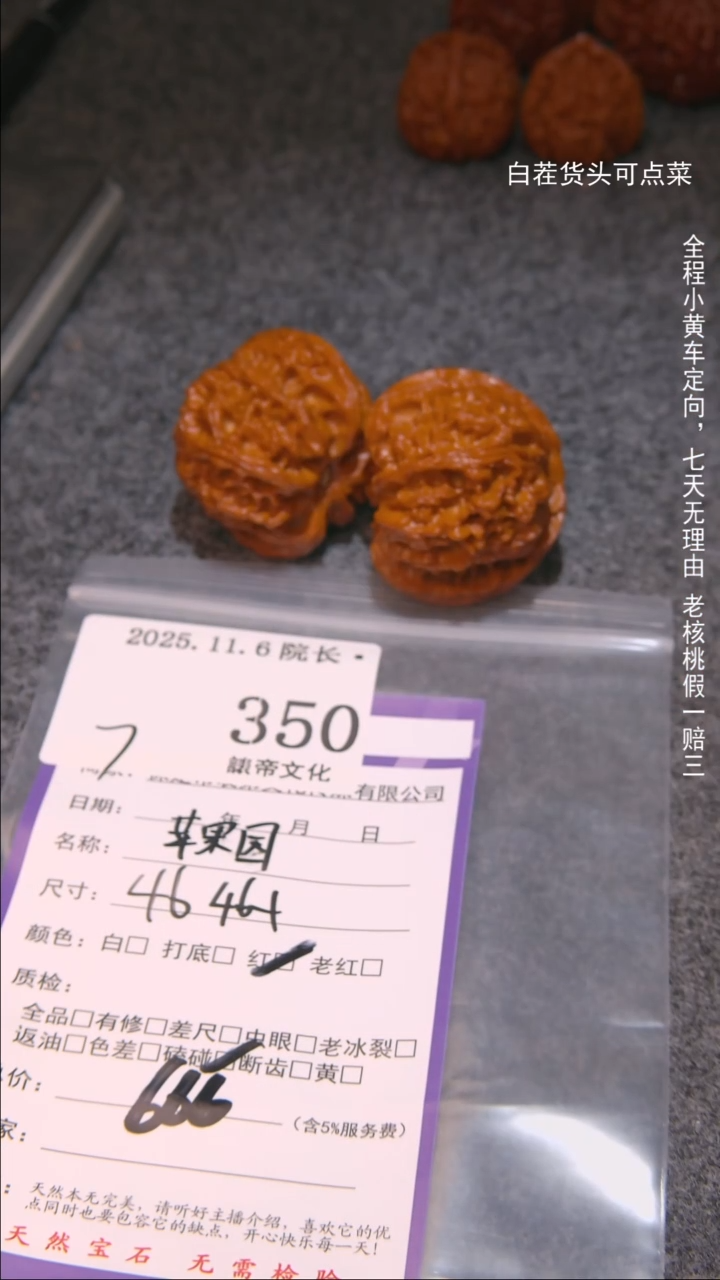 白茬货头可点菜
全程小黄车定向，七天无理由 老核桃假一赔三
2025.11.6 院长·
350
7
藏帝文化
有限公司
日期： 年 月 日
名称：苹果园
尺寸：46 461
颜色：白□ 打底□ 红□ 老红□
质检：
全品□有修□差尺□虫眼□老冰裂□
返油□色差□磕碰□断齿□黄□
价： 666 （含5%服务费）
家：
：天然本无完美，请听好主播介绍，喜欢它的优
点同时也要包容它的缺点，开心快乐每一天！
天然宝石 无需检验